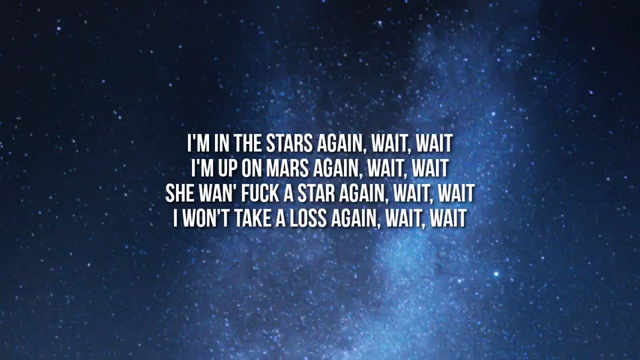 I'M IN THE STARS AGAIN, WAIT, WAIT
I'M UP ON MARS AGAIN, WAIT, WAIT
SHE WAN' FUCK A STAR AGAIN, WAIT, WAIT
I WON'T TAKE A LOSS AGAIN, WAIT, WAIT